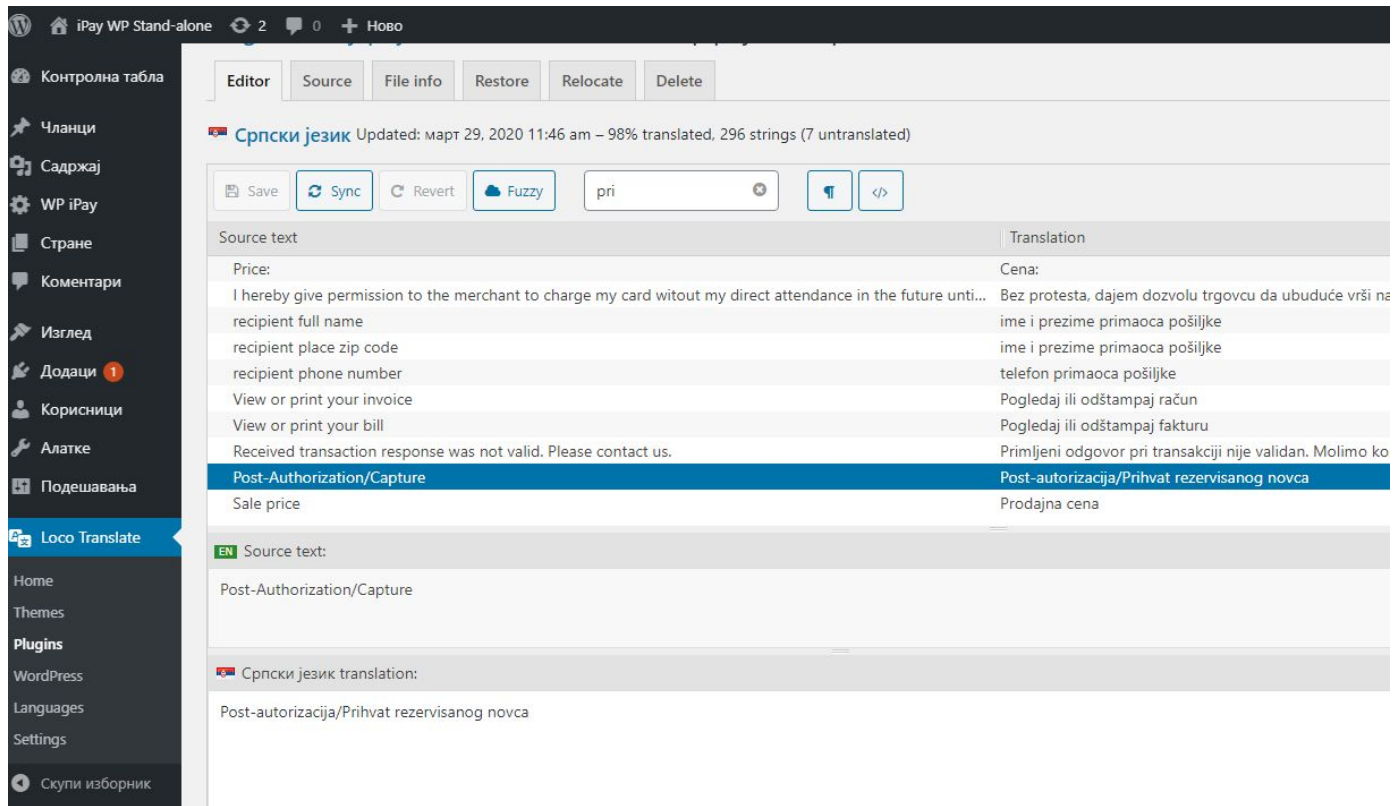 iPay WP Stand-alone 2 0 Ново
Контролна табла
Чланци
Садржај
WP iPay
Стране
Коментари
Изглед
Додаци 1
Корисници
Алатке
Подешавања
Loco Translate
Home
Themes
Plugins
WordPress
Languages
Settings
Скупи изборник
Editor Source File info Restore Relocate Delete
Српски језик Updated: март 29, 2020 11:46 am – 98% translated, 296 strings (7 untranslated)
Save Sync Revert Fuzzy pri ¶ </>
Source text Translation
Price: Cena:
I hereby give permission to the merchant to charge my card witout my direct attendance in the future unti... Bez protesta, dajem dozvolu trgovcu da ubuduće vrši na
recipient full name ime i prezime primaoca pošiljke
recipient place zip code ime i prezime primaoca pošiljke
recipient phone number telefon primaoca pošiljke
View or print your invoice Pogledaj ili odštampaj račun
View or print your bill Pogledaj ili odštampaj fakturu
Received transaction response was not valid. Please contact us. Primljeni odgovor pri transakciji nije validan. Molimo ko
Post-Authorization/Capture Post-autorizacija/Prihvat rezervisanog novca
Sale price Prodajna cena
EN Source text:
Post-Authorization/Capture
Српски језик translation:
Post-autorizacija/Prihvat rezervisanog novca